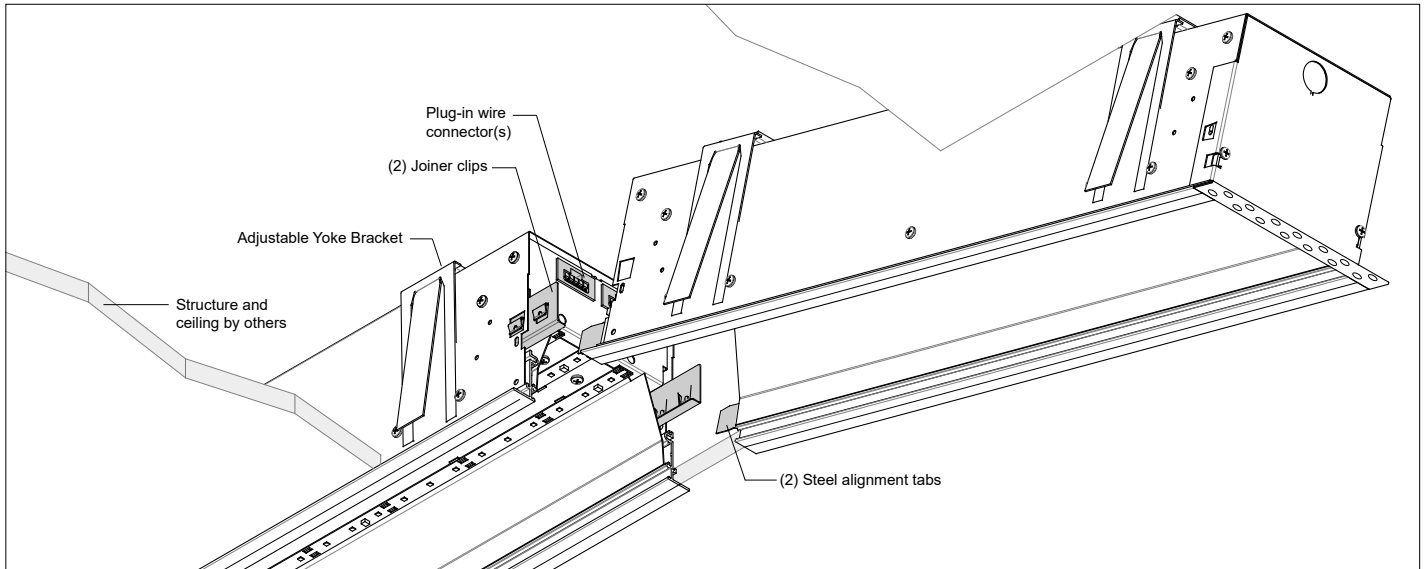 Plug-in wire
connector(s)
(2) Joiner clips
Adjustable Yoke Bracket
Structure and
ceiling by others
(2) Steel alignment tabs